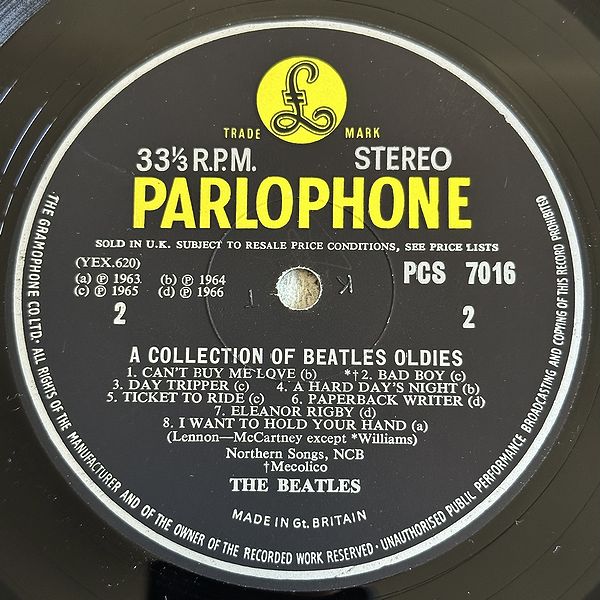 £
TRADE MARK
33⅓ R.P.M. STEREO
PARLOPHONE
SOLD IN U.K. SUBJECT TO RESALE PRICE CONDITIONS, SEE PRICE LISTS
(YEX.620) PCS 7016
(a) ℗ 1963 (b) ℗ 1964
(c) ℗ 1965 (d) ℗ 1966
2 2
K T
A COLLECTION OF BEATLES OLDIES
1. CAN'T BUY ME LOVE (b) *†2. BAD BOY (c)
3. DAY TRIPPER (c) 4. A HARD DAY'S NIGHT (b)
5. TICKET TO RIDE (c) 6. PAPERBACK WRITER (d)
7. ELEANOR RIGBY (d)
8. I WANT TO HOLD YOUR HAND (a)
(Lennon—McCartney except *Williams)
Northern Songs, NCB
†Mecolico
THE BEATLES
MADE IN Gt. BRITAIN
THE GRAMOPHONE CO. LTD. · ALL RIGHTS OF THE MANUFACTURER AND OF THE OWNER OF THE RECORDED WORK RESERVED · UNAUTHORISED PUBLIC PERFORMANCE BROADCASTING AND COPYING OF THIS RECORD PROHIBITED